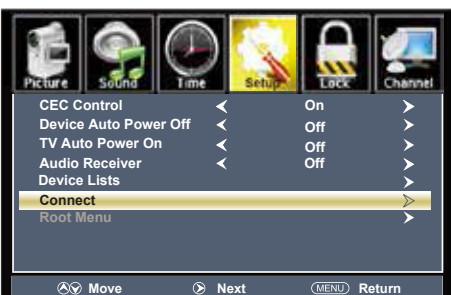 Picture Sound Time Setup Lock Channel
CEC Control On
Device Auto Power Off Off
TV Auto Power On Off
Audio Receiver Off
Device Lists
Connect
Root Menu
Move Next MENU Return